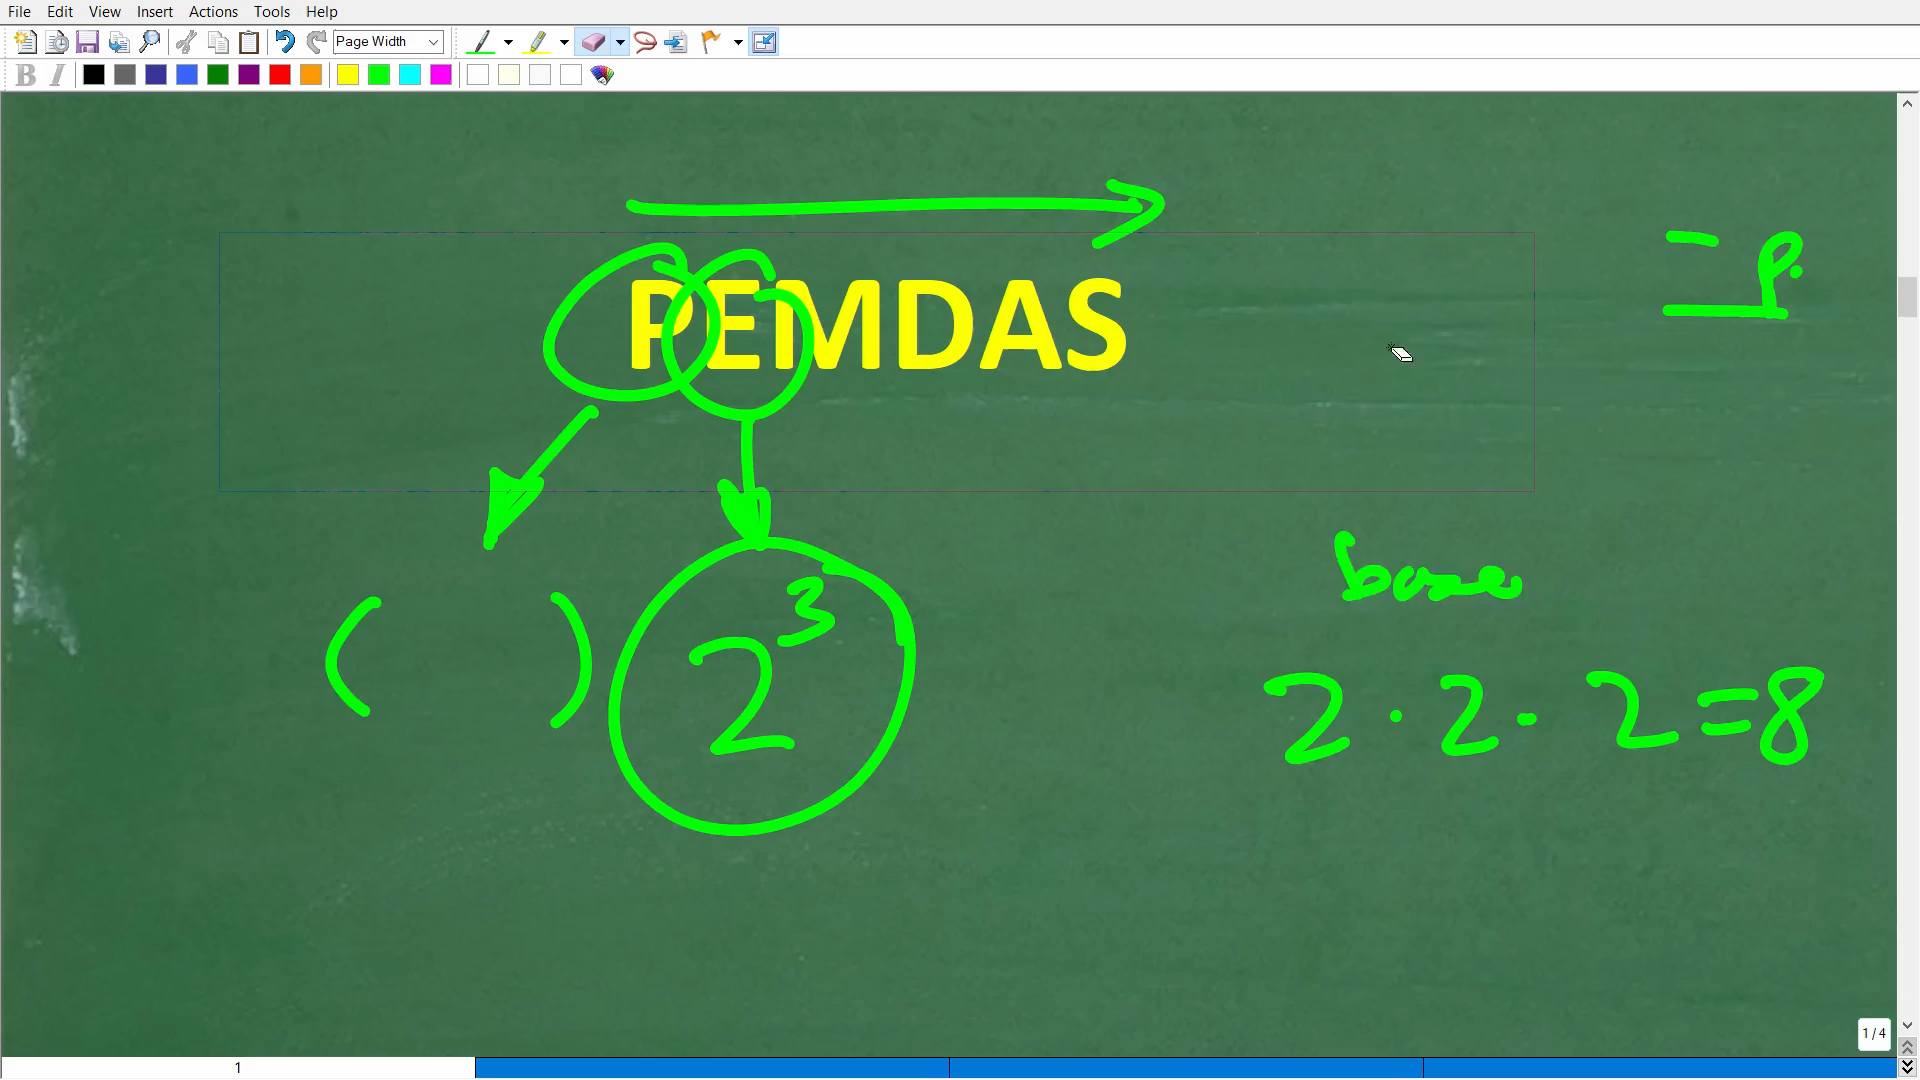 File Edit View Insert Actions Tools Help
Page Width
B I
PEMDAS
( ) 2³
base
2 · 2 · 2 = 8
1 / 4
1